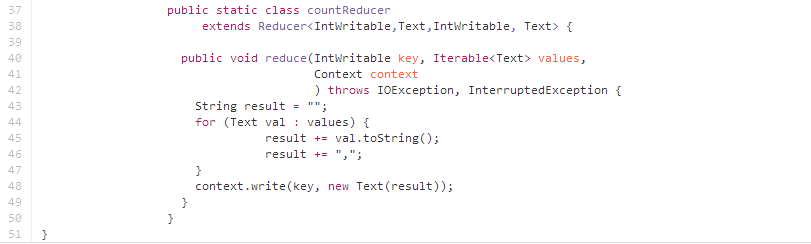 37 public static class countReducer
38 extends Reducer<IntWritable,Text,IntWritable, Text> {
39
40 public void reduce(IntWritable key, Iterable<Text> values,
41 Context context
42 ) throws IOException, InterruptedException {
43 String result = "";
44 for (Text val : values) {
45 result += val.toString();
46 result += ",";
47 }
48 context.write(key, new Text(result));
49 }
50 }
51 }